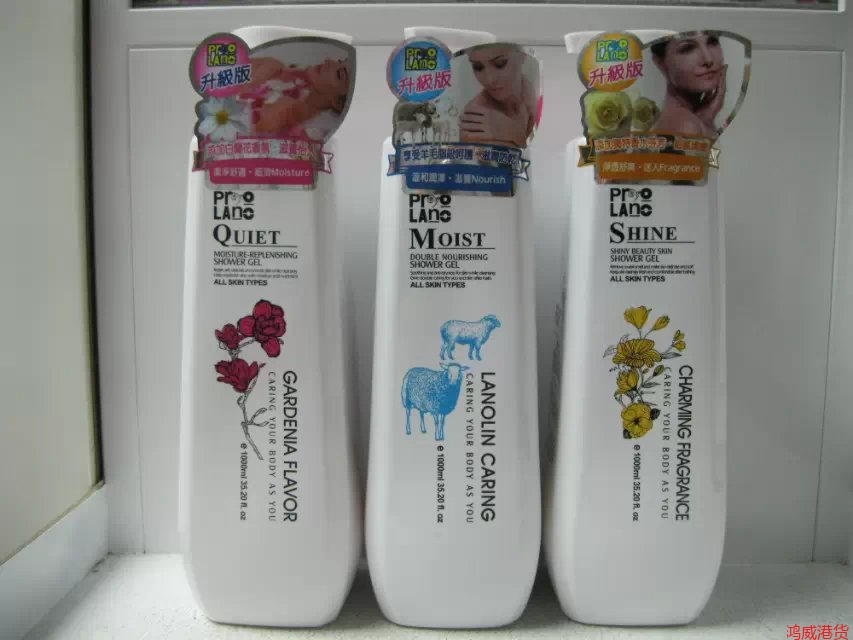 PRO
LANO
升級版
潔淨舒適·細滑Moisture
PRO
LANO
QUIET
MOISTURE-REPLENISHING
SHOWER GEL
ALL SKIN TYPES
GARDENIA FLAVOR
CARING YOUR BODY AS YOU
e 1000ml 35.20 fl. oz
PRO
LANO
升級版
溫和潤澤·滋養Nourish
PRO
LANO
MOIST
DOUBLE NOURISHING
SHOWER GEL
ALL SKIN TYPES
LANOLIN CARING
CARING YOUR BODY AS YOU
e 1000ml 35.20 fl. oz
PRO
LANO
升級版
淨透舒爽·迷人Fragrance
PRO
LANO
SHINE
SHINY BEAUTY SKIN
SHOWER GEL
ALL SKIN TYPES
CHARMING FRAGRANCE
CARING YOUR BODY AS YOU
e 1000ml 35.20 fl. oz
鸿威港货